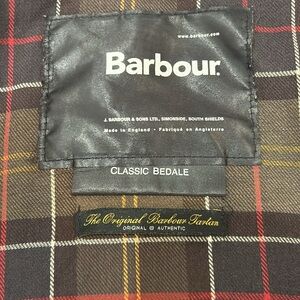 www.barbour.com
Barbour.
J. BARBOUR & SONS LTD., SIMONSIDE, SOUTH SHIELDS
Made in England • Fabriqué en Angleterre
CLASSIC BEDALE
The Original Barbour Tartan
ORIGINAL @ AUTHENTIC